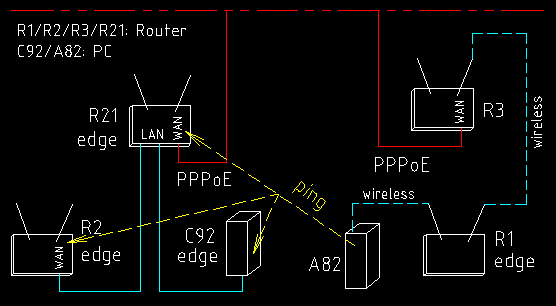 R1/R2/R3/R21: Router
C92/A82: PC
R21
edge
LAN
WAN
PPPoE
WAN
R3
PPPoE
wireless
ping
wireless
R2
edge
WAN
C92
edge
A82
R1
edge